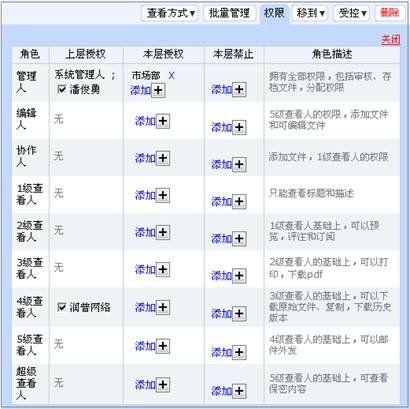 查看方式▼ 批量管理 权限 移到▼ 受控▼ 删除
关闭
角色 上层授权 本层授权 本层禁止 角色描述
管理人 系统管理人 ; 潘俊勇 市场部 X 添加 添加 拥有全部权限，包括审核、存档文件，分配权限
编辑人 无 添加 添加 5级查看人的权限，添加文件和可编辑文件
协作人 无 添加 添加 添加文件，1级查看人的权限
1级查看人 无 添加 添加 只能查看标题和描述
2级查看人 无 添加 添加 1级查看人基础上，可以预览，评注和订阅
3级查看人 无 添加 添加 2级查看人的基础上，可以打印，下载pdf
4级查看人 润普网络 添加 添加 3级查看人的基础上，可以下载原始文件、复制，下载历史版本
5级查看人 无 添加 添加 4级查看人的基础上，可以邮件外发
超级查看人 无 添加 添加 5级查看人的基础上，可查看保密内容